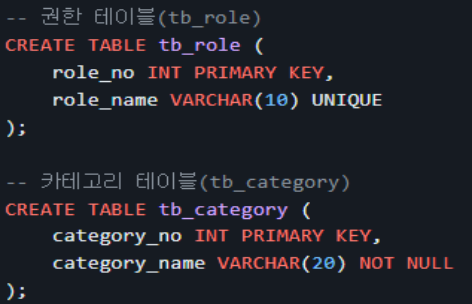 -- 권한 테이블(tb_role)
CREATE TABLE tb_role (
    role_no INT PRIMARY KEY,
    role_name VARCHAR(10) UNIQUE
);

-- 카테고리 테이블(tb_category)
CREATE TABLE tb_category (
    category_no INT PRIMARY KEY,
    category_name VARCHAR(20) NOT NULL
);